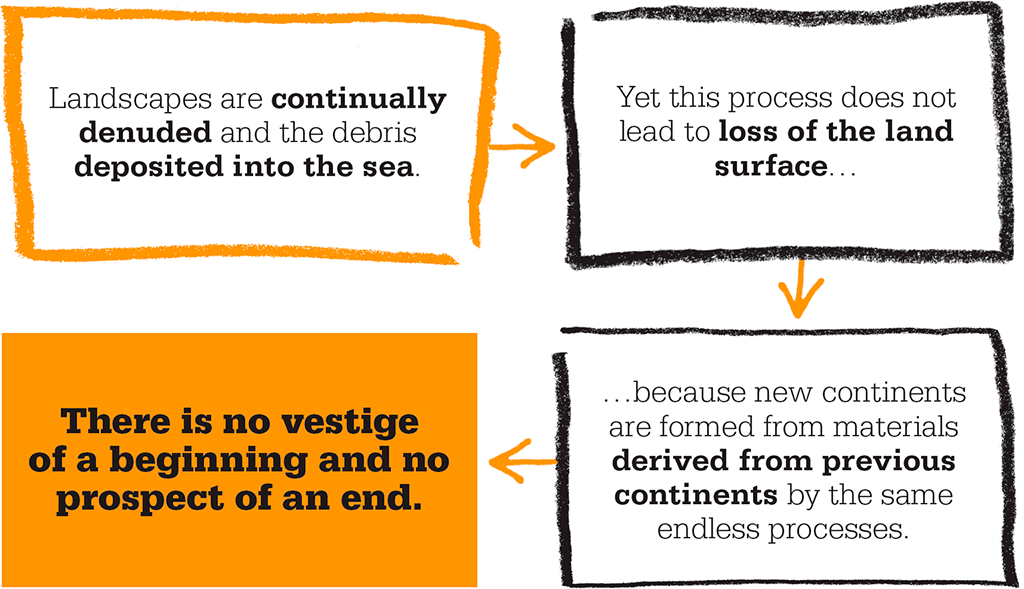 Landscapes are continually
denuded and the debris
deposited into the sea.
Yet this process does not
lead to loss of the land
surface…
…because new continents
are formed from materials
derived from previous
continents by the same
endless processes.
There is no vestige
of a beginning and no
prospect of an end.